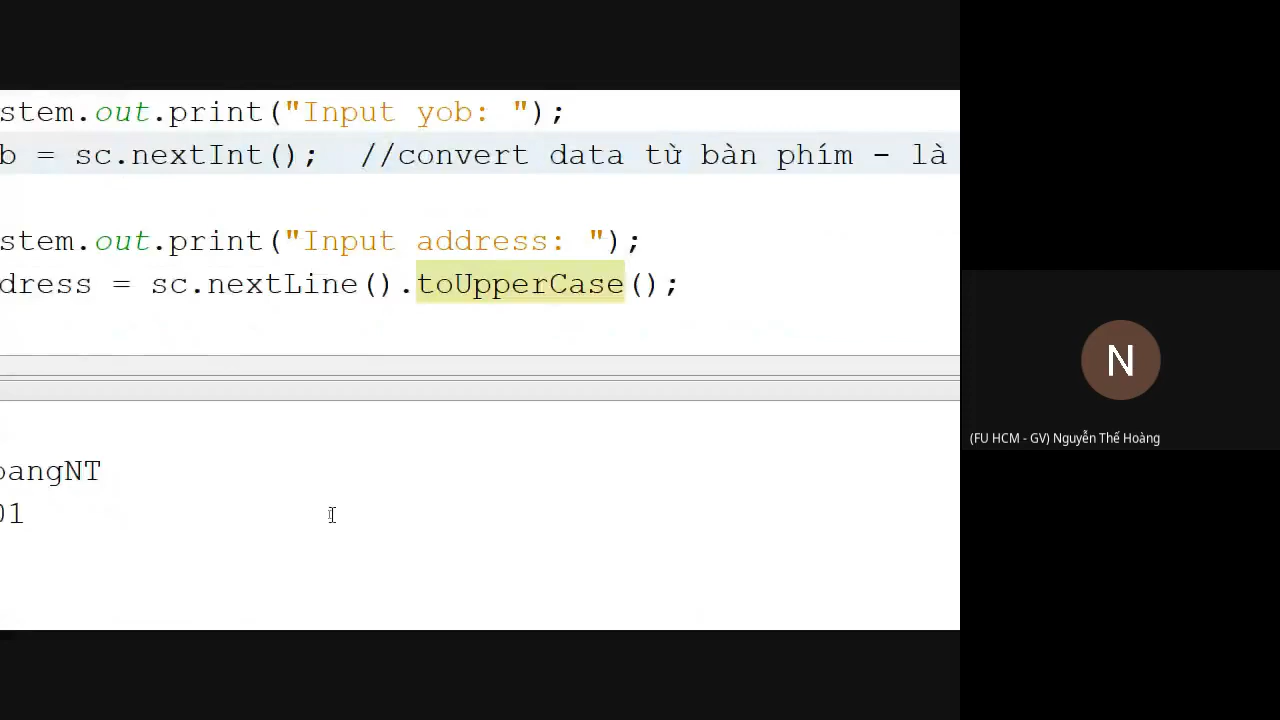 stem.out.print("Input yob: ");
b = sc.nextInt();  //convert data từ bàn phím - là
stem.out.print("Input address: ");
dress = sc.nextLine().toUpperCase();
oangNT
01
N
(FU HCM - GV) Nguyễn Thế Hoàng